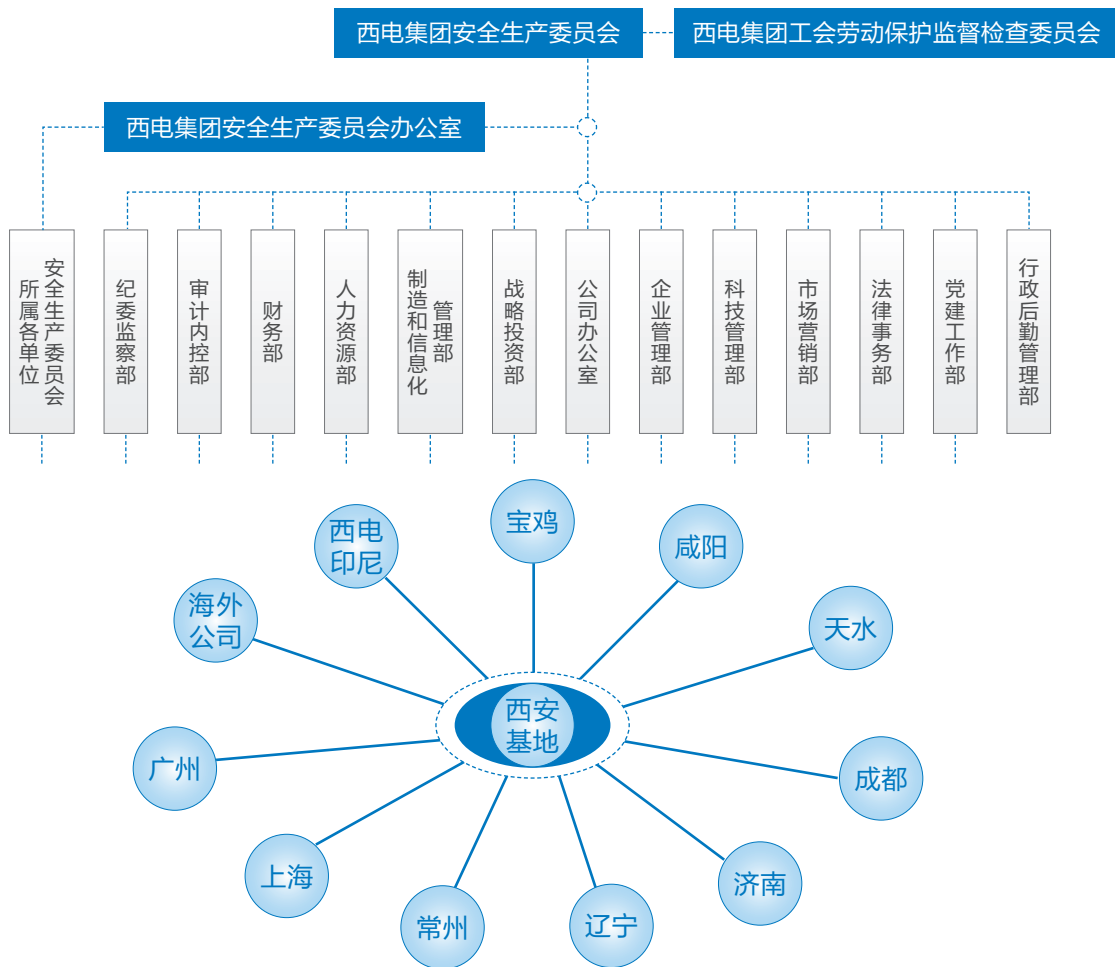 西电集团安全生产委员会
西电集团工会劳动保护监督检查委员会
西电集团安全生产委员会办公室
安全生产委员会
所属各单位
纪委监察部
审计内控部
财务部
人力资源部
管理部
制造和信息化
战略投资部
公司办公室
企业管理部
科技管理部
市场营销部
法律事务部
党建工作部
行政后勤管理部
宝鸡
西电
印尼
咸阳
海外
公司
天水
西安
基地
广州
成都
上海
济南
常州
辽宁